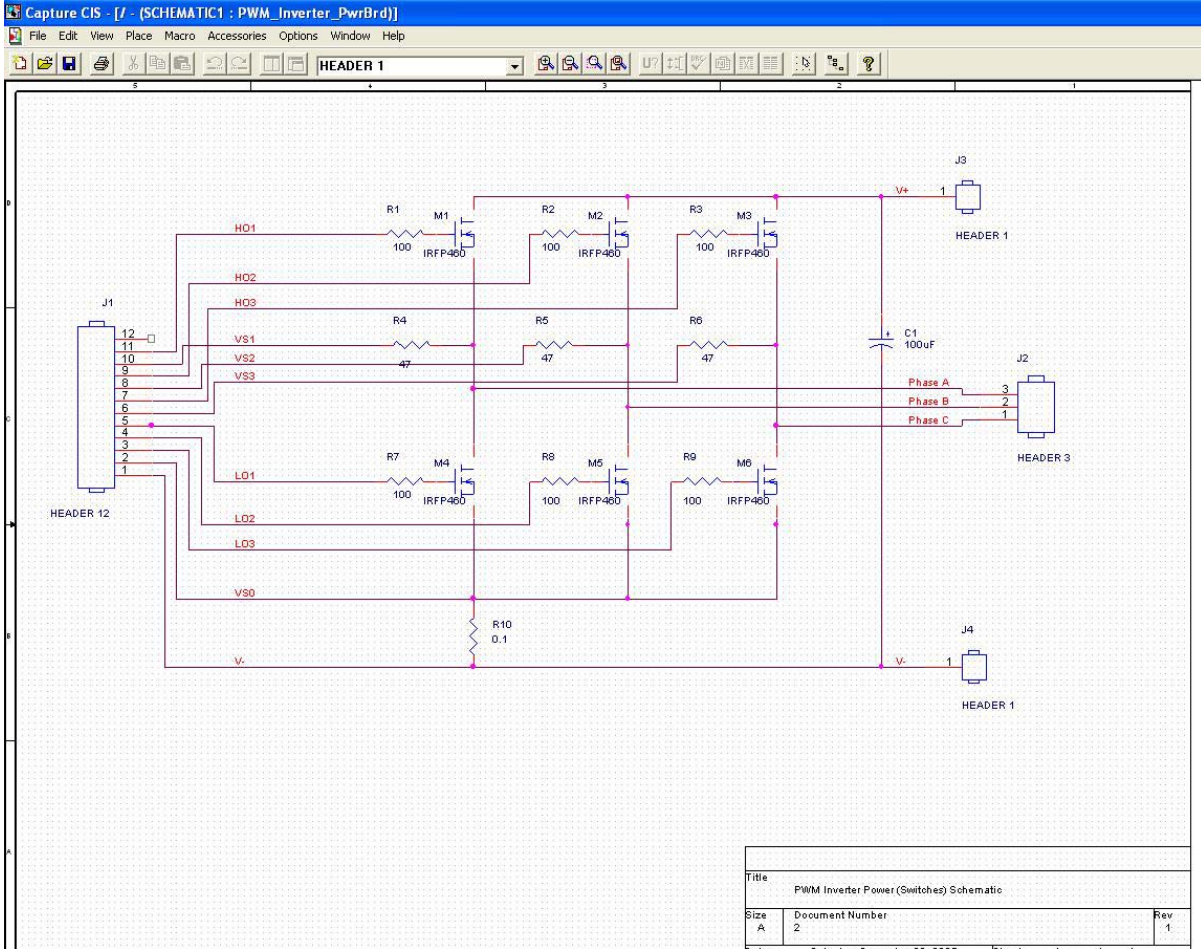 Capture CIS - [/ - (SCHEMATIC1 : PWM_Inverter_PwrBrd)]
File Edit View Place Macro Accessories Options Window Help
HEADER 1
5 4 3 2 1
D
C
B
A
J3
V+ 1
HEADER 1
R1 M1 R2 M2 R3 M3
HO1
100 IRFP460 100 IRFP460 100 IRFP460
HO2
HO3
J1
R4 R5 R6
12
11
10
9
8
7
6
5
4
3
2
1
VS1
VS2
VS3
47 47 47
C1
100uF
J2
Phase A 3
Phase B 2
Phase C 1
HEADER 3
R7 M4 R8 M5 R9 M6
LO1
100 IRFP460 100 IRFP460 100 IRFP460
HEADER 12
LO2
LO3
VS0
R10
0.1
J4
V-
V- 1
HEADER 1
Title
PWM Inverter Power (Switches) Schematic
Size Document Number Rev
A 2 1